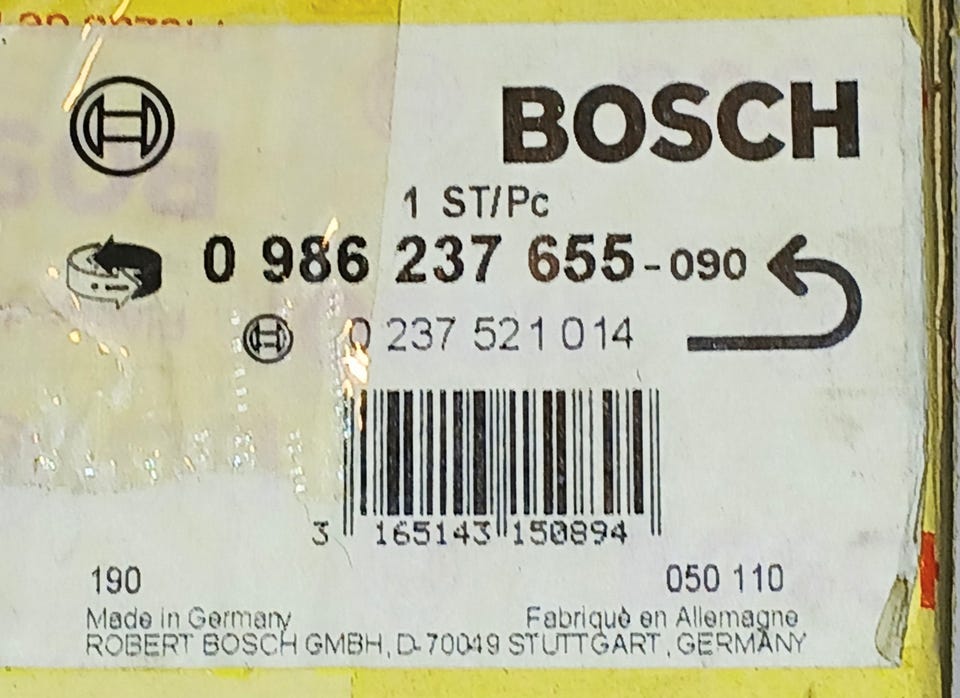 BOSCH
1 ST/Pc
0 986 237 655-090
0 237 521 014
3 165143 150894
190 050 110
Made in Germany Fabriqué en Allemagne
ROBERT BOSCH GMBH, D-70049 STUTTGART, GERMANY